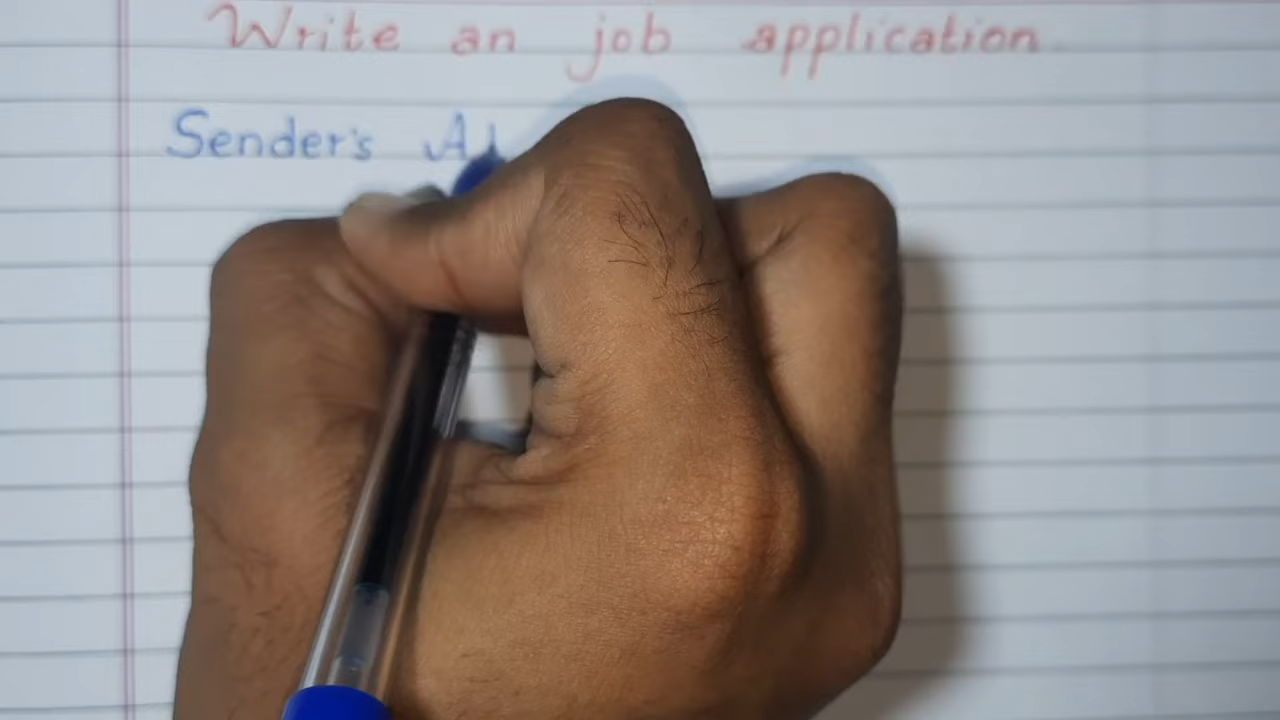 Write an job application.
Sender's